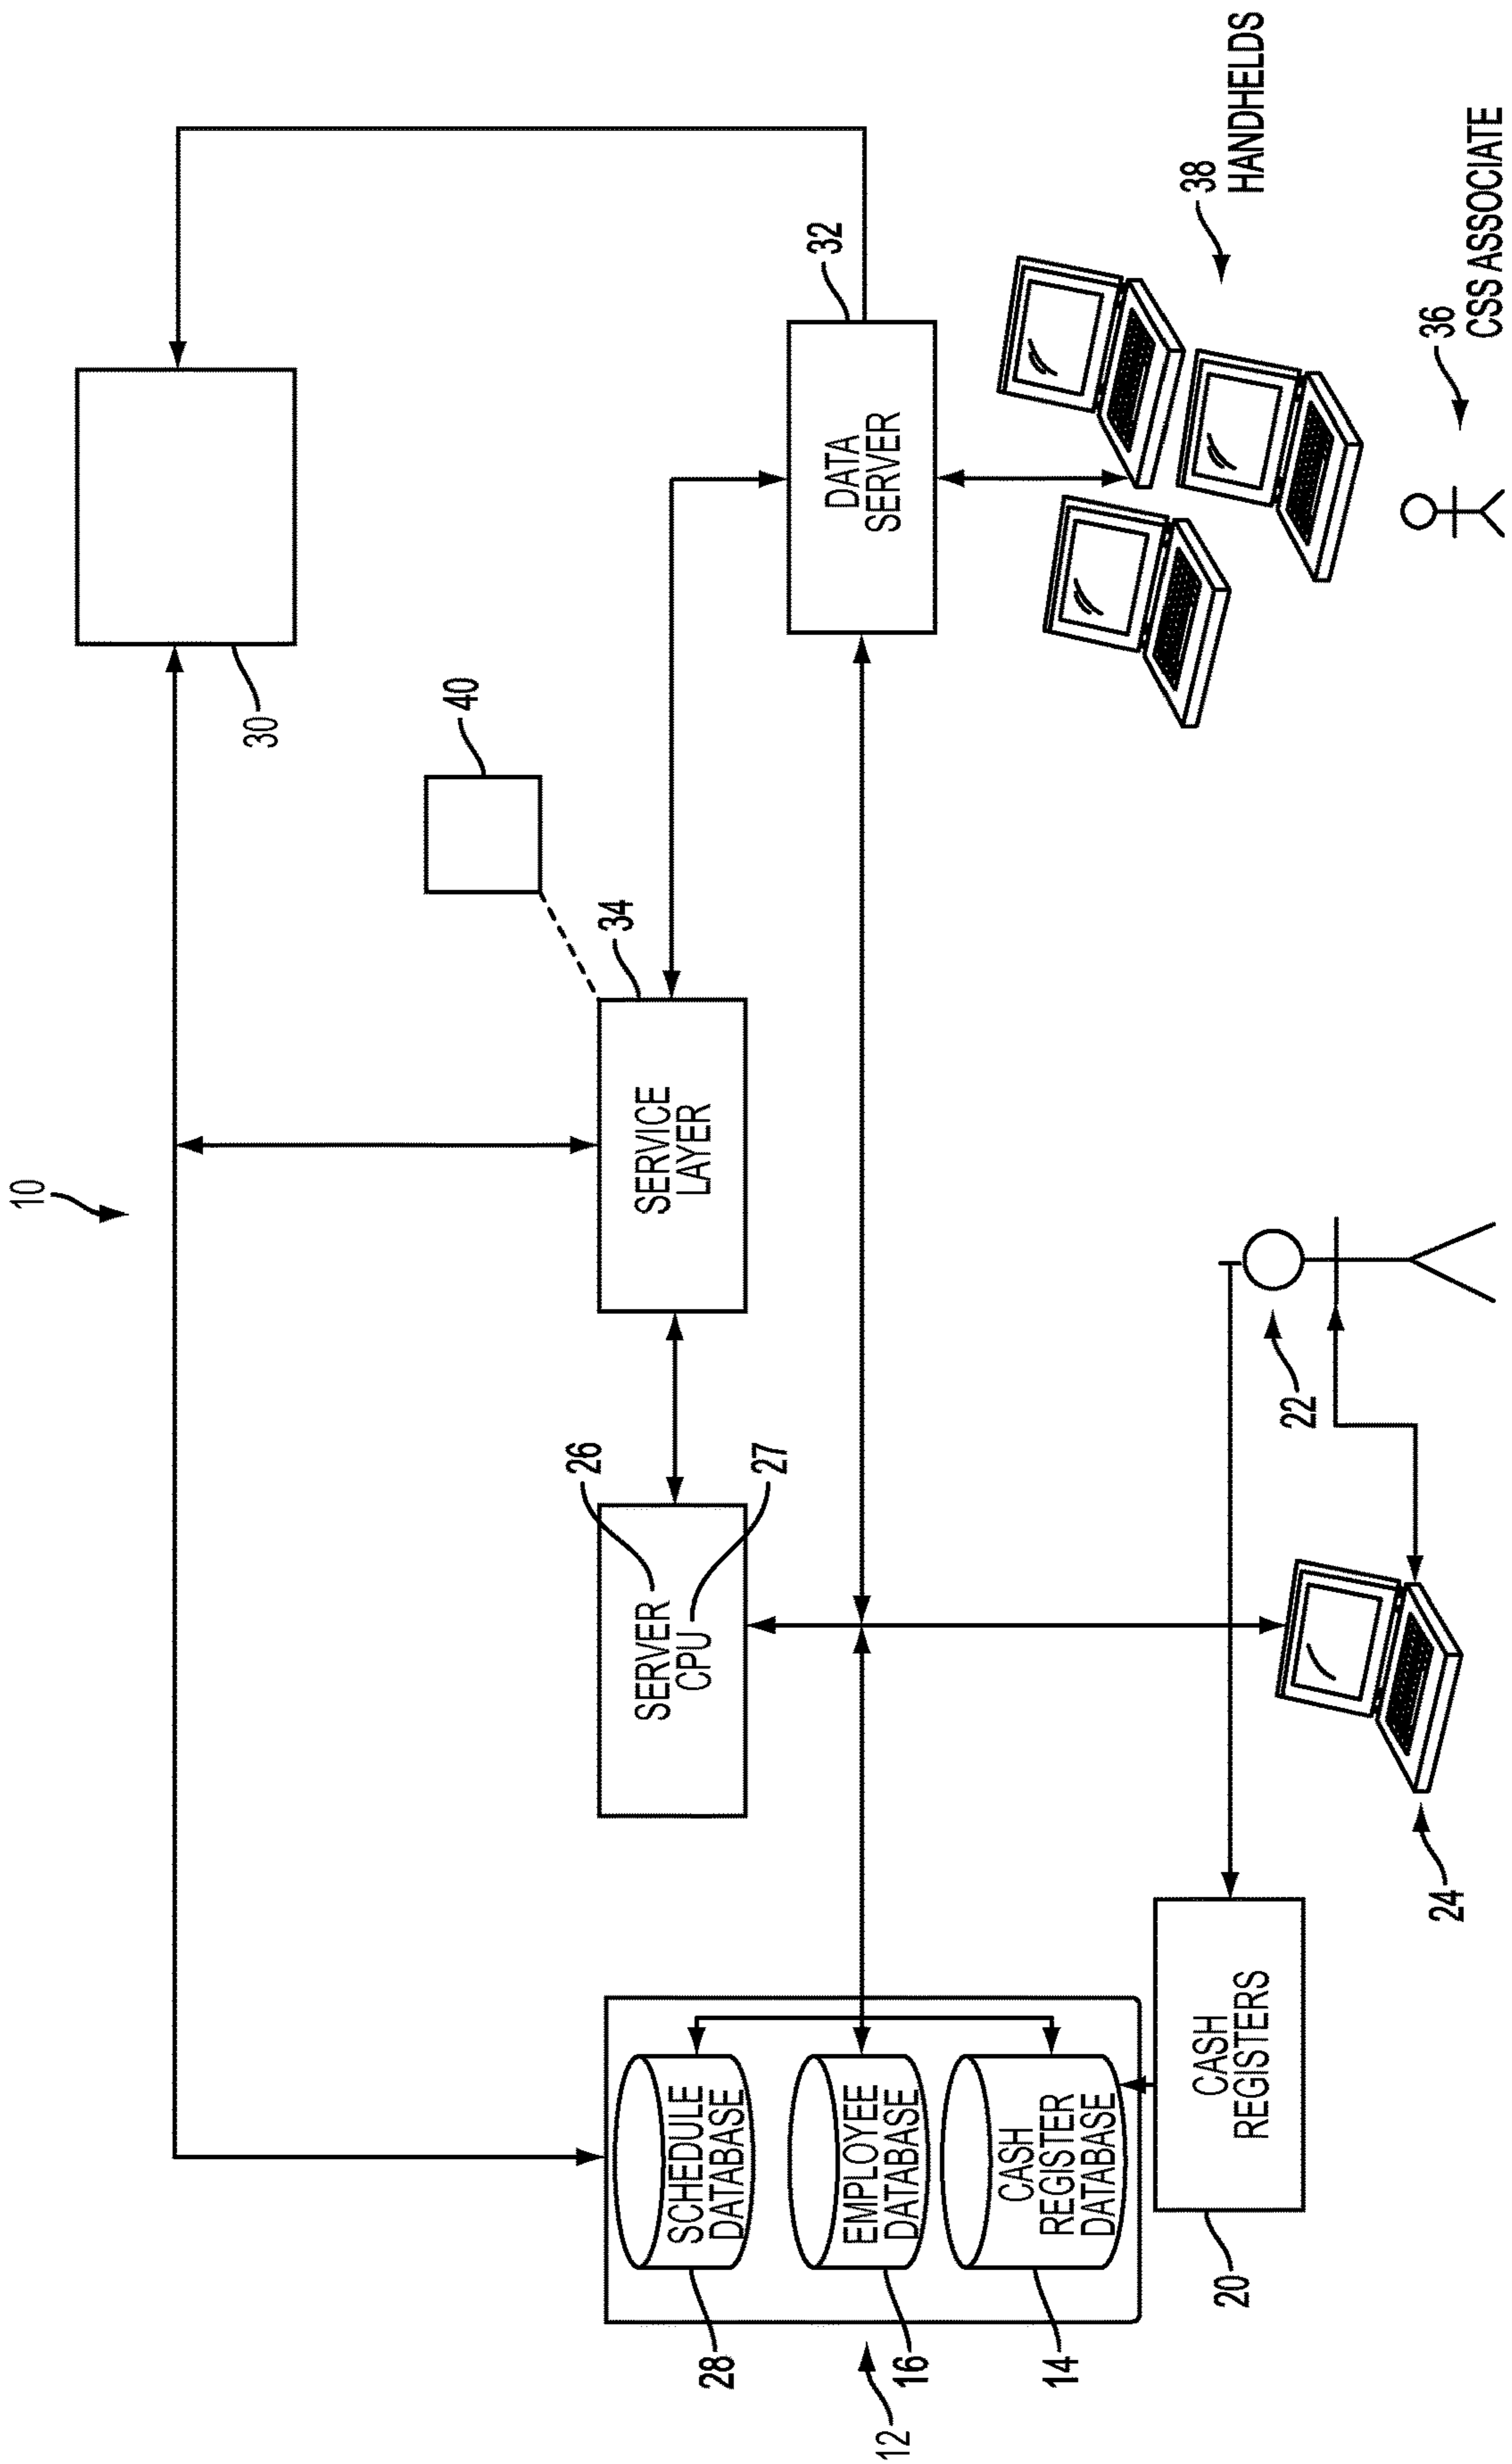 10
30
40
26
34
SERVER
CPU
27
SERVICE
LAYER
28
SCHEDULE
DATABASE
32
DATA
SERVER
12
16
EMPLOYEE
DATABASE
14
CASH
REGISTER
DATABASE
38
HANDHELDS
20
CASH
REGISTERS
22
36
CSS ASSOCIATE
24